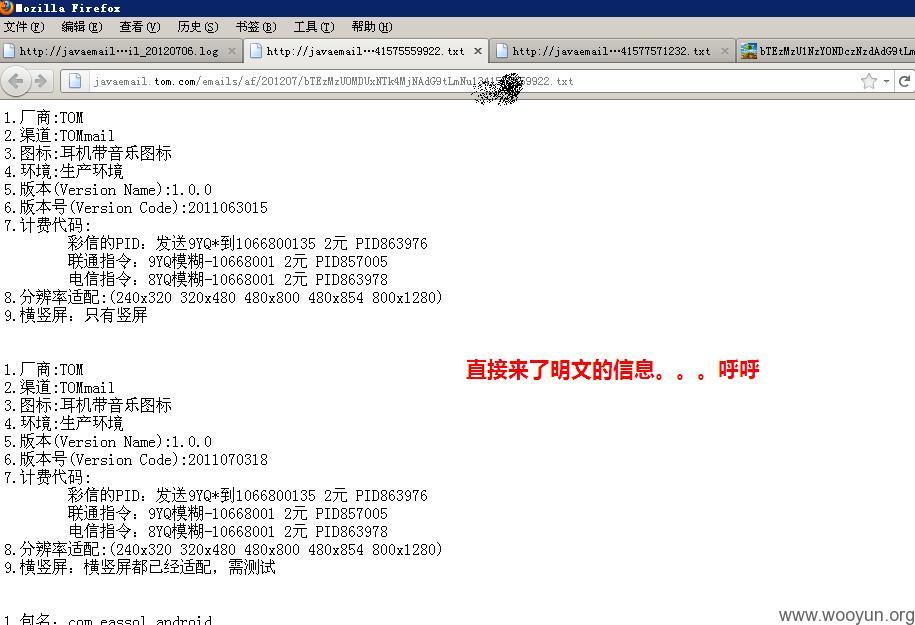 Mozilla Firefox
文件(F) 编辑(E) 查看(V) 历史(S) 书签(B) 工具(T) 帮助(H)
http://javaemail...il_20120706.log × http://javaemail...41575559922.txt × http://javaemail...41577571232.txt × bTEzMzU1NzYONDczNzdAdG9tLm
javaemail.tom.com/emails/af/201207/
1.厂商:TOM
2.渠道:TOMmail
3.图标:耳机带音乐图标
4.环境:生产环境
5.版本(Version Name):1.0.0
6.版本号(Version Code):2011063015
7.计费代码:
彩信的PID: 发送9YQ*到1066800135 2元 PID863976
联通指令: 9YQ模糊-10668001 2元 PID857005
电信指令: 8YQ模糊-10668001 2元 PID863978
8.分辨率适配:(240x320 320x480 480x800 480x854 800x1280)
9.横竖屏: 只有竖屏
1.厂商:TOM
2.渠道:TOMmail
3.图标:耳机带音乐图标
4.环境:生产环境
5.版本(Version Name):1.0.0
6.版本号(Version Code):2011070318
7.计费代码:
彩信的PID: 发送9YQ*到1066800135 2元 PID863976
联通指令: 9YQ模糊-10668001 2元 PID857005
电信指令: 8YQ模糊-10668001 2元 PID863978
8.分辨率适配:(240x320 320x480 480x800 480x854 800x1280)
9.横竖屏: 横竖屏都已经适配, 需测试
直接来了明文的信息。。。呼呼
1.包名: com.eassol.android
www.wooyun.org